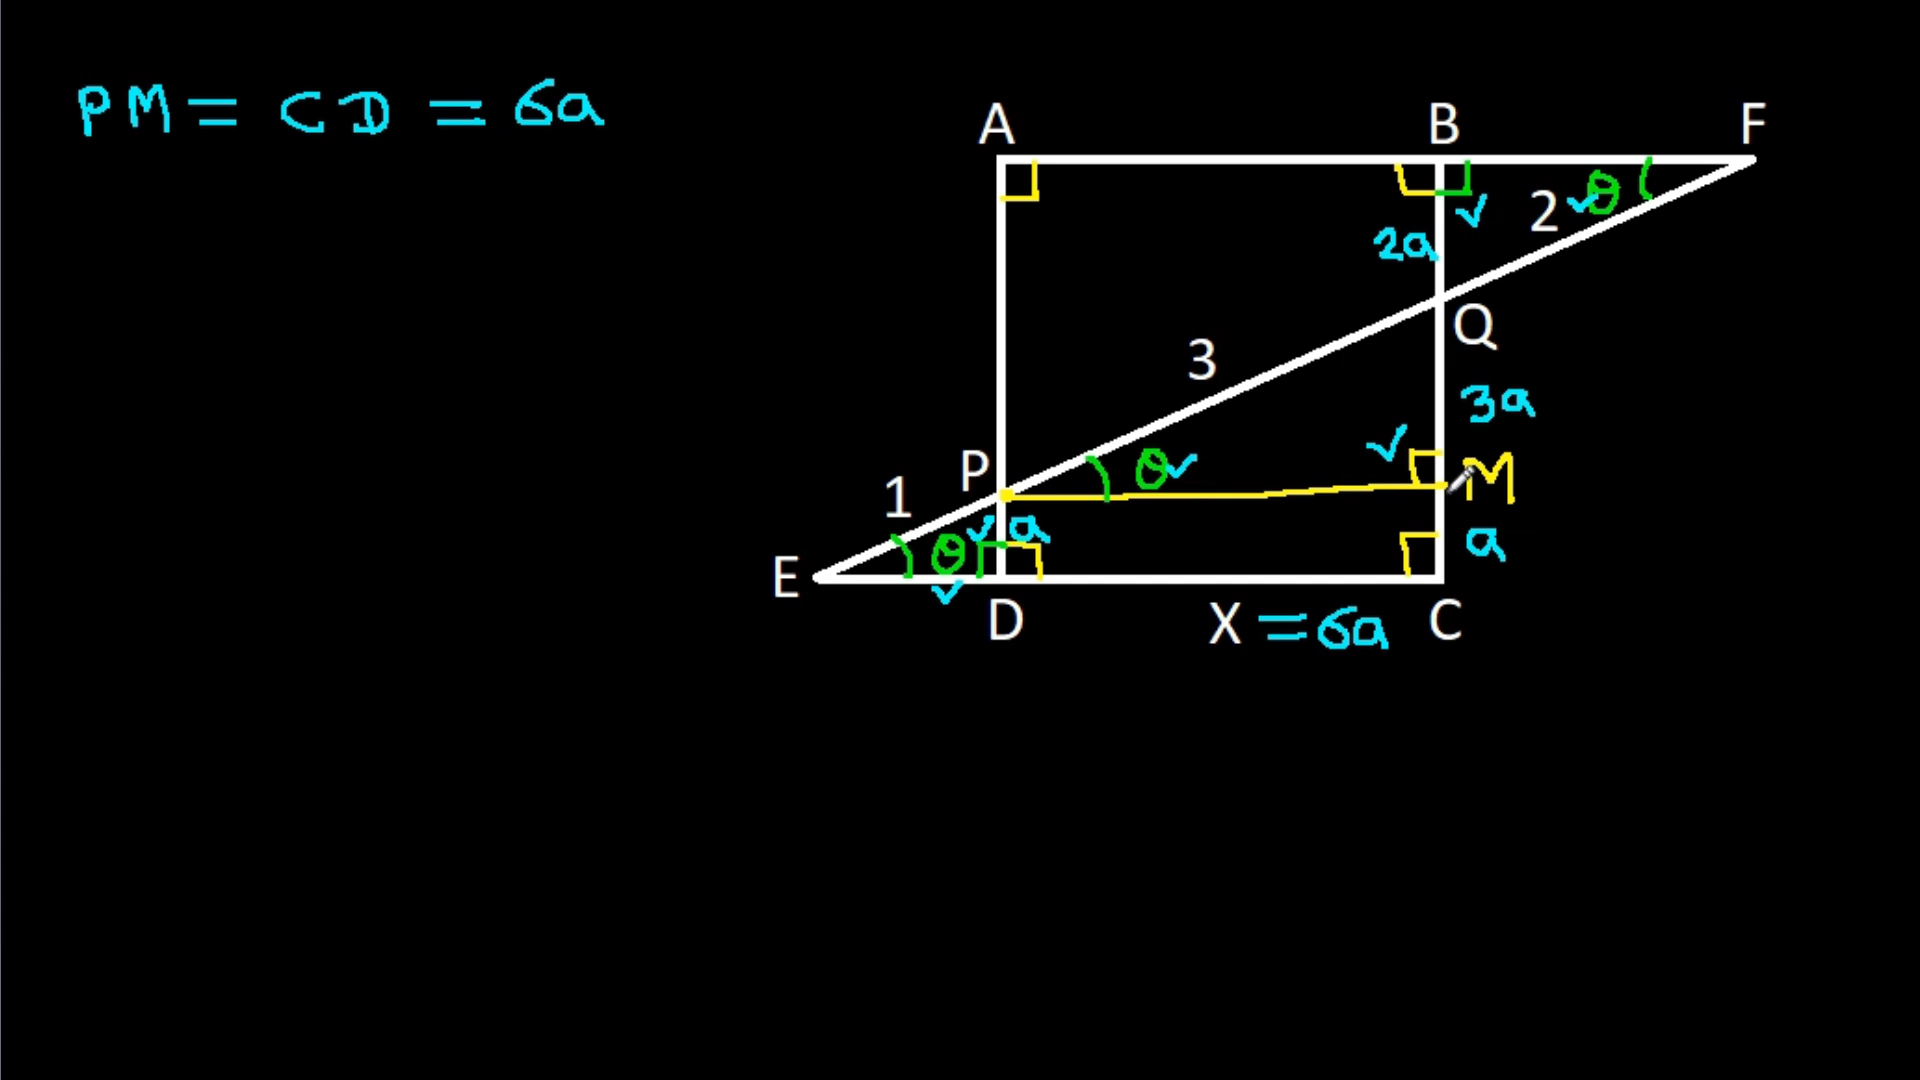 PM = CD = 6a
A
B
F
2
θ
2a
Q
3
3a
P
θ
M
1
a
θ
a
E
D
X = 6a
C